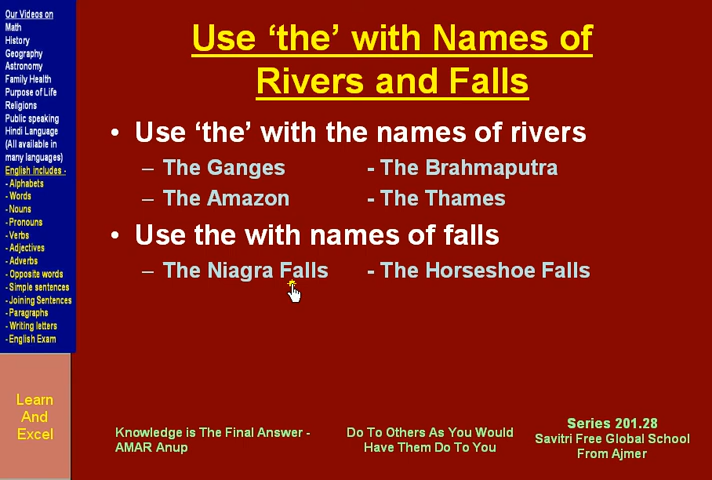 Our Videos on
Math
History
Geography
Astronomy
Family Health
Purpose of Life
Religions
Public speaking
Hindi Language
(All available in
many languages)
English includes -
- Alphabets
- Words
- Nouns
- Pronouns
- Verbs
- Adjectives
- Adverbs
- Opposite words
- Simple sentences
- Joining Sentences
- Paragraphs
- Writing letters
- English Exam
Learn
And
Excel
Use ‘the’ with Names of
Rivers and Falls
• Use ‘the’ with the names of rivers
– The Ganges - The Brahmaputra
– The Amazon - The Thames
• Use the with names of falls
– The Niagra Falls - The Horseshoe Falls
Knowledge is The Final Answer -
AMAR Anup
Do To Others As You Would
Have Them Do To You
Series 201.28
Savitri Free Global School
From Ajmer